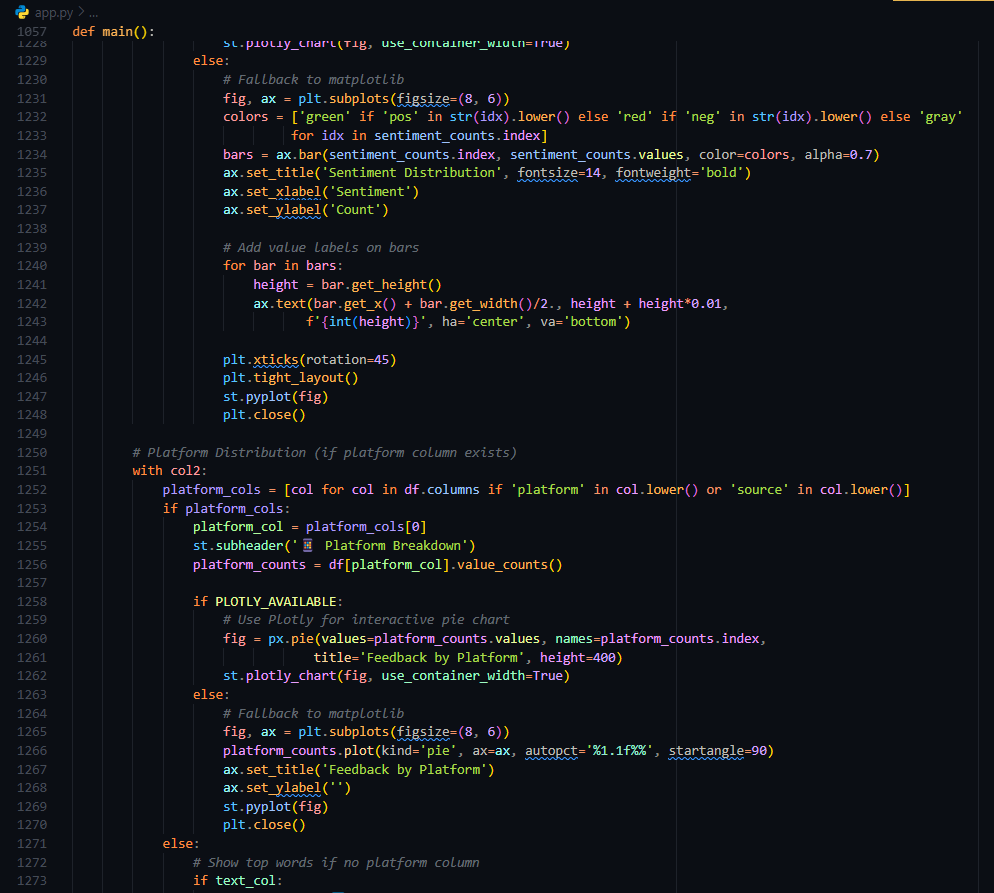 app.py > ...
1057 def main():
1228 st.plotly_chart(fig, use_container_width=True)
1229 else:
1230 # Fallback to matplotlib
1231 fig, ax = plt.subplots(figsize=(8, 6))
1232 colors = ['green' if 'pos' in str(idx).lower() else 'red' if 'neg' in str(idx).lower() else 'gray'
1233 for idx in sentiment_counts.index]
1234 bars = ax.bar(sentiment_counts.index, sentiment_counts.values, color=colors, alpha=0.7)
1235 ax.set_title('Sentiment Distribution', fontsize=14, fontweight='bold')
1236 ax.set_xlabel('Sentiment')
1237 ax.set_ylabel('Count')
1238
1239 # Add value labels on bars
1240 for bar in bars:
1241 height = bar.get_height()
1242 ax.text(bar.get_x() + bar.get_width()/2., height + height*0.01,
1243 f'{int(height)}', ha='center', va='bottom')
1244
1245 plt.xticks(rotation=45)
1246 plt.tight_layout()
1247 st.pyplot(fig)
1248 plt.close()
1249
1250 # Platform Distribution (if platform column exists)
1251 with col2:
1252 platform_cols = [col for col in df.columns if 'platform' in col.lower() or 'source' in col.lower()]
1253 if platform_cols:
1254 platform_col = platform_cols[0]
1255 st.subheader('📱 Platform Breakdown')
1256 platform_counts = df[platform_col].value_counts()
1257
1258 if PLOTLY_AVAILABLE:
1259 # Use Plotly for interactive pie chart
1260 fig = px.pie(values=platform_counts.values, names=platform_counts.index,
1261 title='Feedback by Platform', height=400)
1262 st.plotly_chart(fig, use_container_width=True)
1263 else:
1264 # Fallback to matplotlib
1265 fig, ax = plt.subplots(figsize=(8, 6))
1266 platform_counts.plot(kind='pie', ax=ax, autopct='%1.1f%%', startangle=90)
1267 ax.set_title('Feedback by Platform')
1268 ax.set_ylabel('')
1269 st.pyplot(fig)
1270 plt.close()
1271 else:
1272 # Show top words if no platform column
1273 if text_col: